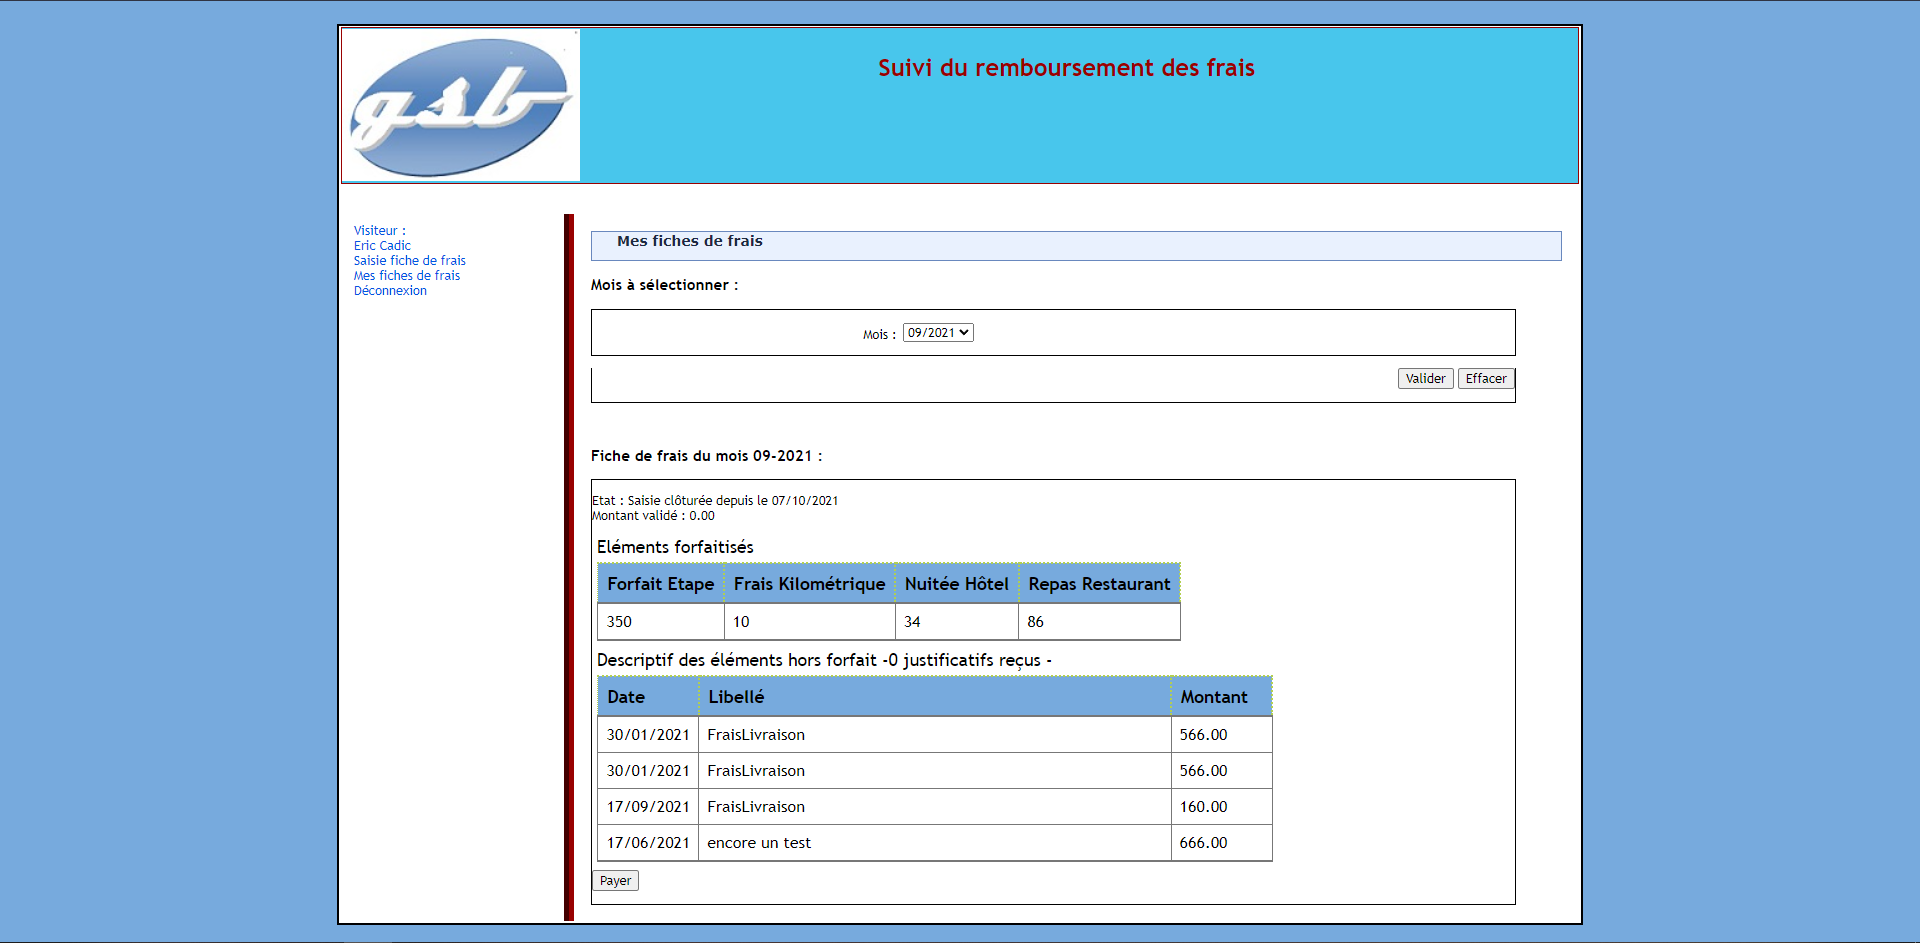 gsb
Suivi du remboursement des frais
Visiteur :
Eric Cadic
Saisie fiche de frais
Mes fiches de frais
Déconnexion
Mes fiches de frais
Mois à sélectionner :
Mois : 09/2021
Valider Effacer
Fiche de frais du mois 09-2021 :
Etat : Saisie clôturée depuis le 07/10/2021
Montant validé : 0.00
Eléments forfaitisés
Forfait Etape Frais Kilométrique Nuitée Hôtel Repas Restaurant
350 10 34 86
Descriptif des éléments hors forfait -0 justificatifs reçus -
Date Libellé Montant
30/01/2021 FraisLivraison 566.00
30/01/2021 FraisLivraison 566.00
17/09/2021 FraisLivraison 160.00
17/06/2021 encore un test 666.00
Payer